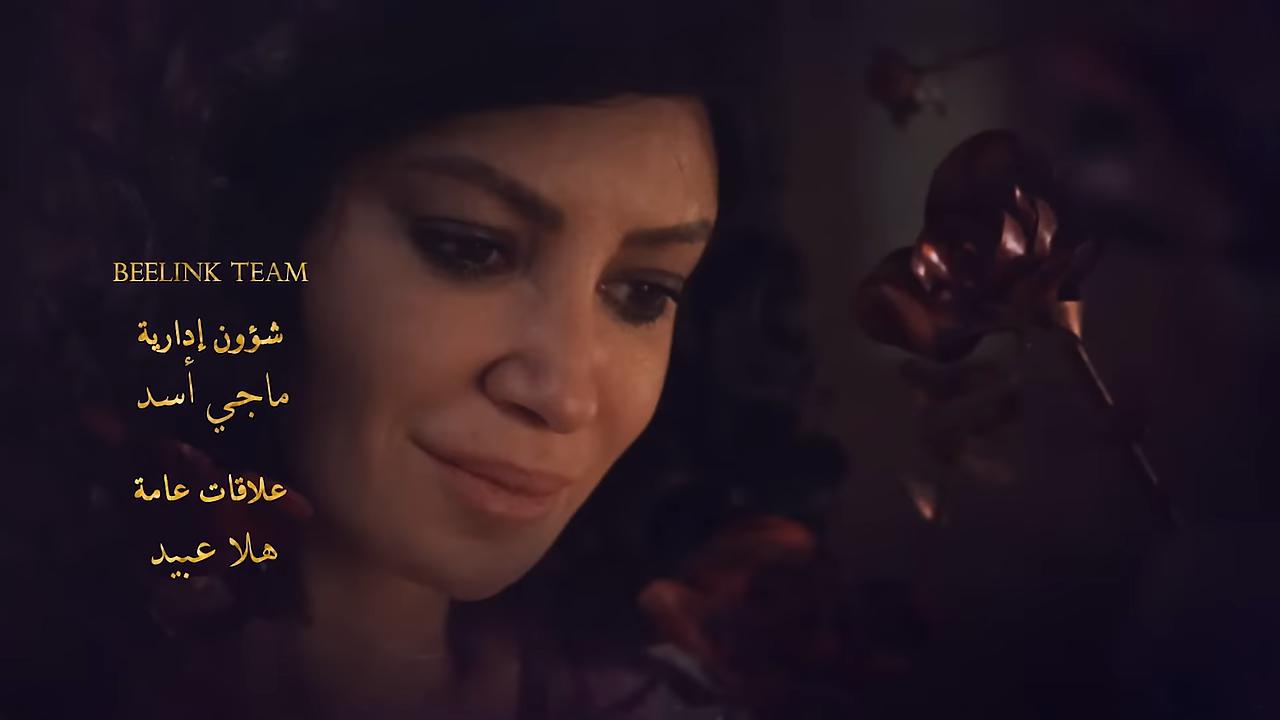 BEELINK TEAM
شؤون إدارية
ماجي أسد
علاقات عامة
هلا عبيد